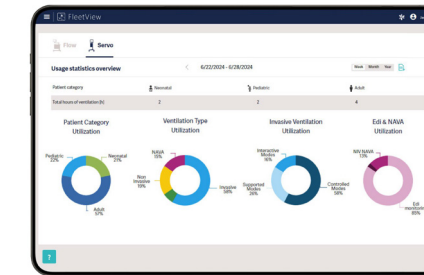 FleetView
Flow Servo
Usage statistics overview < 6/22/2024 - 6/28/2024 Week Month Year
Patient category Neonatal Pediatric Adult
Total hours of ventilation [h] 2 2 4
Patient Category Utilization
Pediatric 22%
Neonatal 21%
Adult 57%
Ventilation Type Utilization
NAVA 15%
Non Invasive 19%
Invasive 58%
Invasive Ventilation Utilization
Interactive Modes 16%
Supported Modes 26%
Controlled Modes 58%
Edi & NAVA Utilization
NIV NAVA 11%
Edi monitoring 85%
?